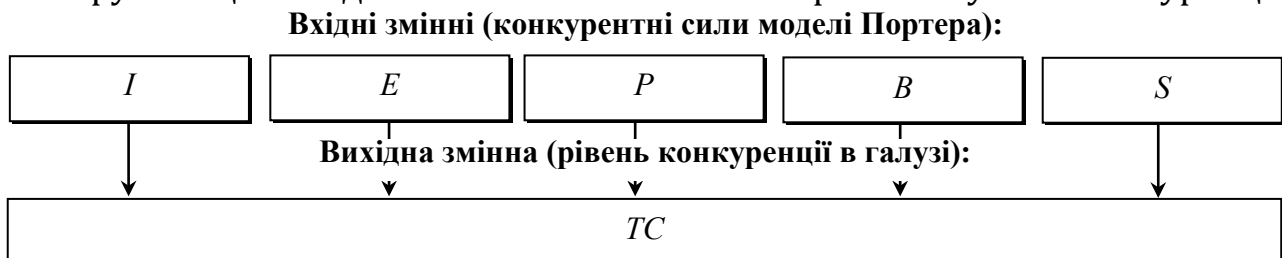 Вхідні змінні (конкурентні сили моделі Портера):
I E P B S
Вихідна змінна (рівень конкуренції в галузі):
TC